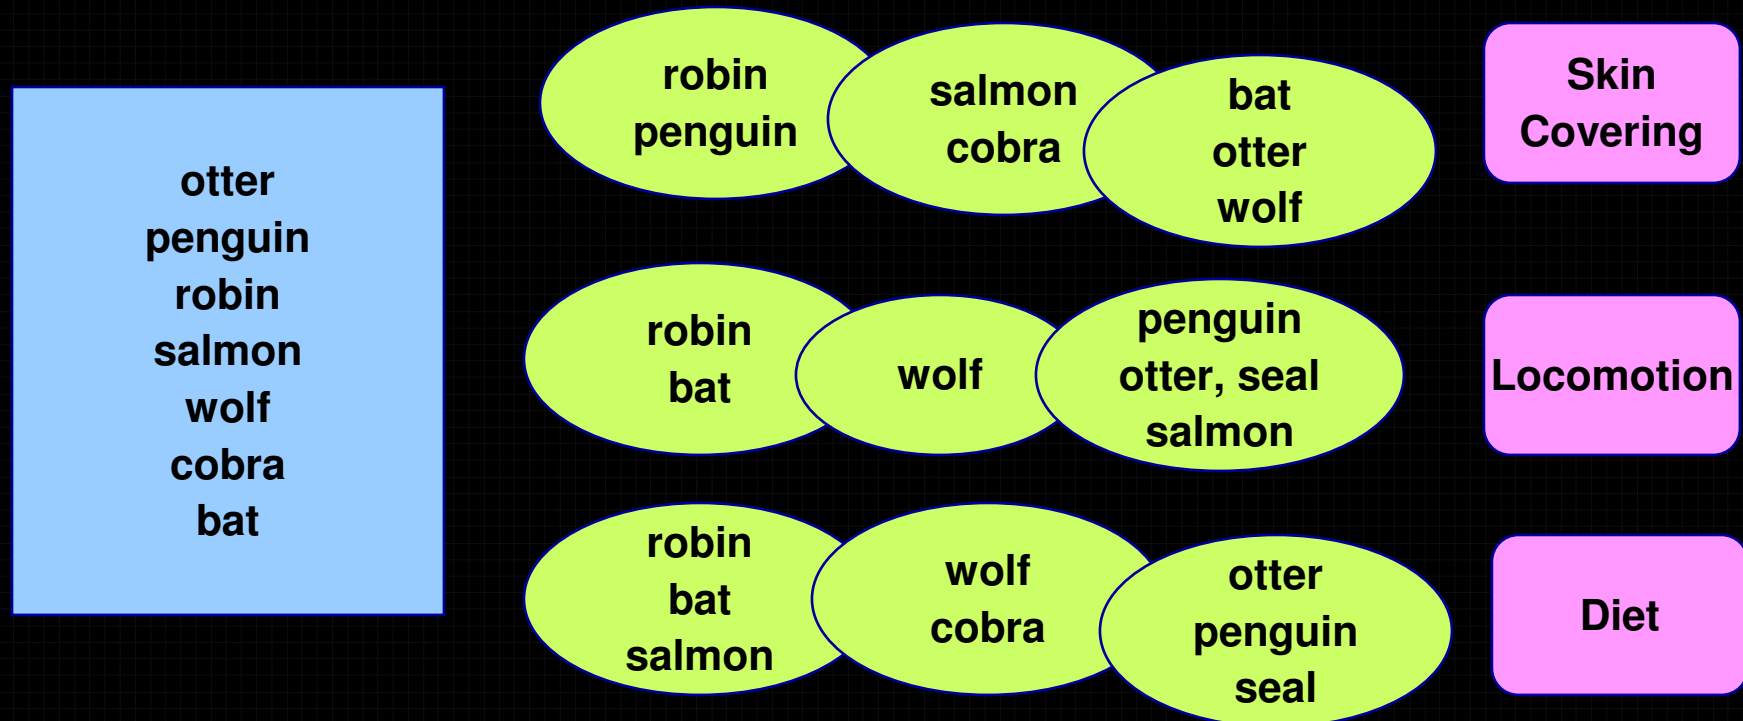 otter
penguin
robin
salmon
wolf
cobra
bat
robin
penguin
salmon
cobra
bat
otter
wolf
Skin
Covering
robin
bat
wolf
penguin
otter, seal
salmon
Locomotion
robin
bat
salmon
wolf
cobra
otter
penguin
seal
Diet